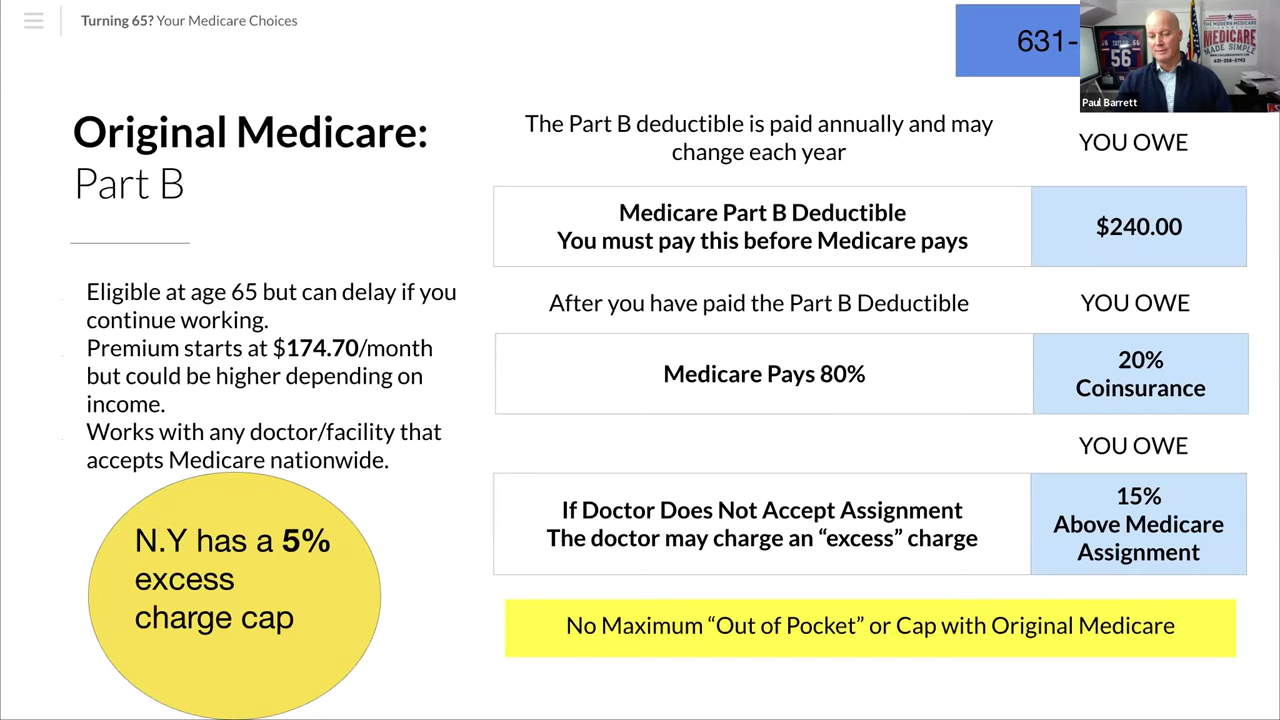 Turning 65? Your Medicare Choices
631-
56
MEDICARE
MADE SIMPLE
Paul Barrett
Original Medicare:
Part B
Eligible at age 65 but can delay if you
continue working.
Premium starts at $174.70/month
but could be higher depending on
income.
Works with any doctor/facility that
accepts Medicare nationwide.
N.Y has a 5%
excess
charge cap
The Part B deductible is paid annually and may
change each year
YOU OWE
Medicare Part B Deductible
You must pay this before Medicare pays
$240.00
After you have paid the Part B Deductible
YOU OWE
Medicare Pays 80%
20%
Coinsurance
YOU OWE
If Doctor Does Not Accept Assignment
The doctor may charge an “excess” charge
15%
Above Medicare
Assignment
No Maximum “Out of Pocket” or Cap with Original Medicare